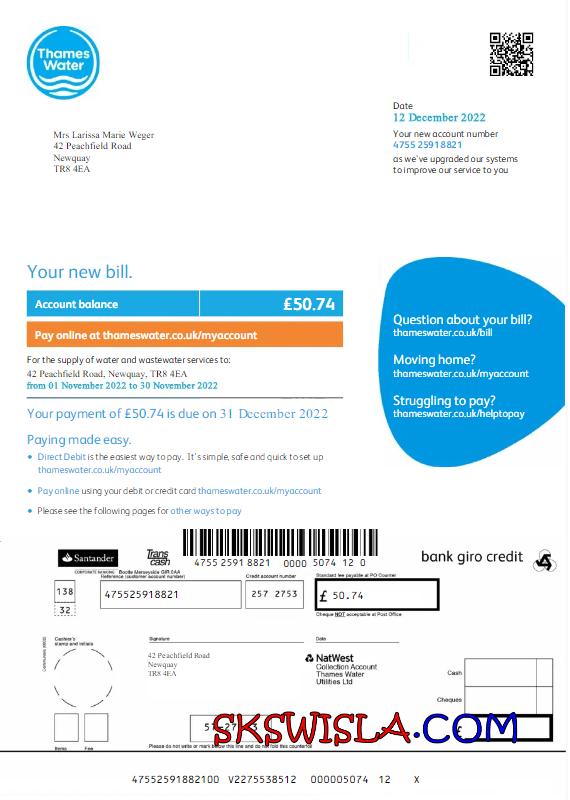 Thames
Water
Date
12 December 2022
Mrs Larissa Marie Weger
42 Peachfield Road
Newquay
TR8 4EA
Your new account number
4755 25918821
as we've upgraded our systems
to improve our service to you
Your new bill.
Account balance £50.74
Pay online at thameswater.co.uk/myaccount
For the supply of water and wastewater services to:
42 Peachfield Road, Newquay, TR8 4EA
from 01 November 2022 to 30 November 2022
Your payment of £50.74 is due on 31 December 2022
Paying made easy.
• Direct Debit is the easiest way to pay. It's simple, safe and quick to set up
thameswater.co.uk/myaccount
• Pay online using your debit or credit card thameswater.co.uk/myaccount
• Please see the following pages for other ways to pay
Question about your bill?
thameswater.co.uk/bill
Moving home?
thameswater.co.uk/myaccount
Struggling to pay?
thameswater.co.uk/helptopay
Santander
Trans
cash
4755 2591 8821 0000 5074 12 0
bank giro credit
CORPORATE BANKING Bootle Merseyside GIR 0AA
Reference (customer account number)
Credit account number
Standard fee payable at PO Counter
138
32
475525918821
257 2753
£ 50.74
Cheque NOT acceptable at Post Office
Cashier's
stamp and initials
Signature
Date
42 Peachfield Road
Newquay
TR8 4EA
NatWest
Collection Account
Thames Water
Utilities Ltd
Cash
Cheques
£
SKSWISLA.COM
Items Fee
Please do not write or mark below this line and do not fold this counterfoil
47552591882100 V2275538512 000005074 12 X